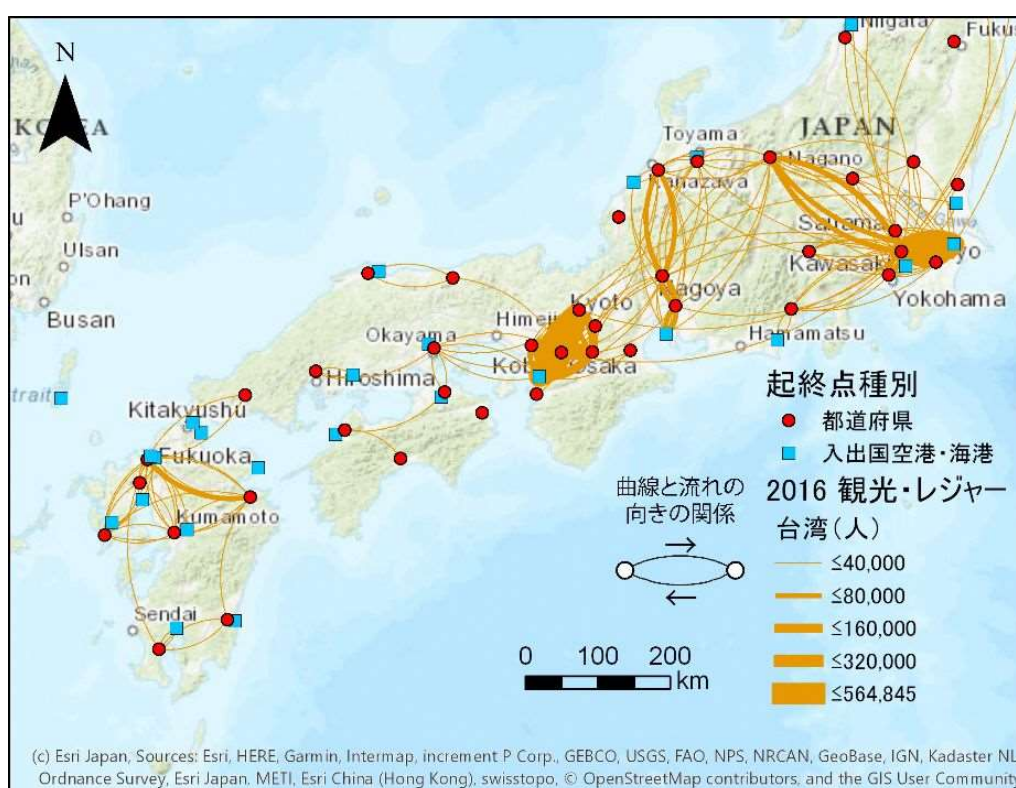 Niigata
Fukus
N
KOREA
Toyama
JAPAN
Nagano
Kanazawa
P'Ohang
Ulsan
on
Busan
Saitama
Kawasaki
Tokyo
Yokohama
Nagoya
Kyoto
Himeji
Okayama
Hamamatsu
Kobe
Osaka
Hiroshima
trait
Kitakyushu
Fukuoka
Kumamoto
Sendai
起終点種別
都道府県
入出国空港・海港
曲線と流れの
向きの関係
→
←
2016 観光・レジャー
台湾(人)
≤40,000
≤80,000
≤160,000
≤320,000
≤564,845
0 100 200
km
(c) Esri Japan, Sources: Esri, HERE, Garmin, Intermap, increment P Corp., GEBCO, USGS, FAO, NPS, NRCAN, GeoBase, IGN, Kadaster NL,
Ordnance Survey, Esri Japan, METI, Esri China (Hong Kong), swisstopo, © OpenStreetMap contributors, and the GIS User Community